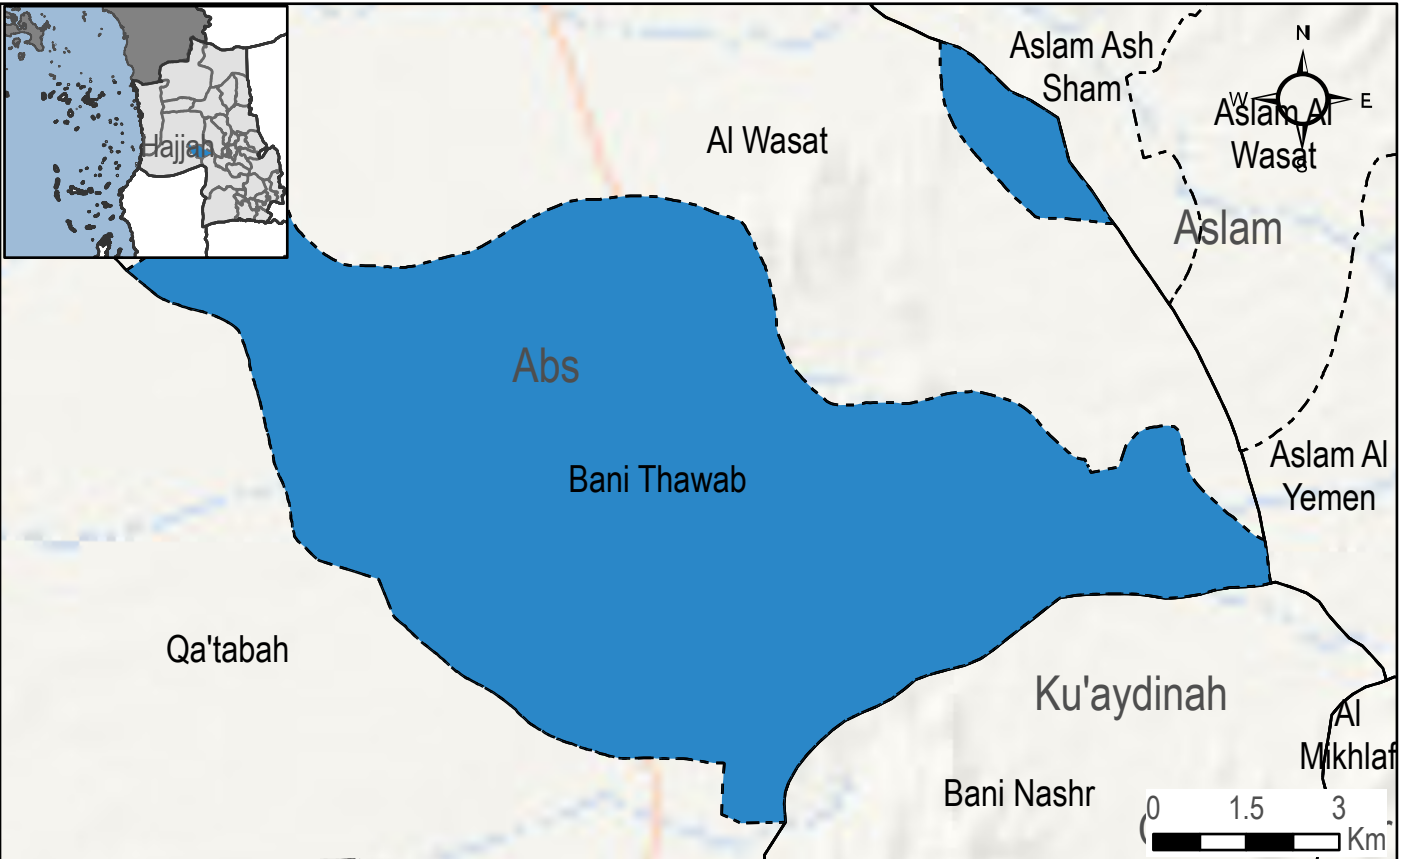 Aslam Ash
Sham
N
W
E
S
Aslam Al
Wasat
Al Wasat
Hajjah
Aslam
Abs
Bani Thawab
Aslam Al
Yemen
Qa'tabah
Ku'aydinah
Al
Mikhlaf
Bani Nashr
0 1.5 3
Km